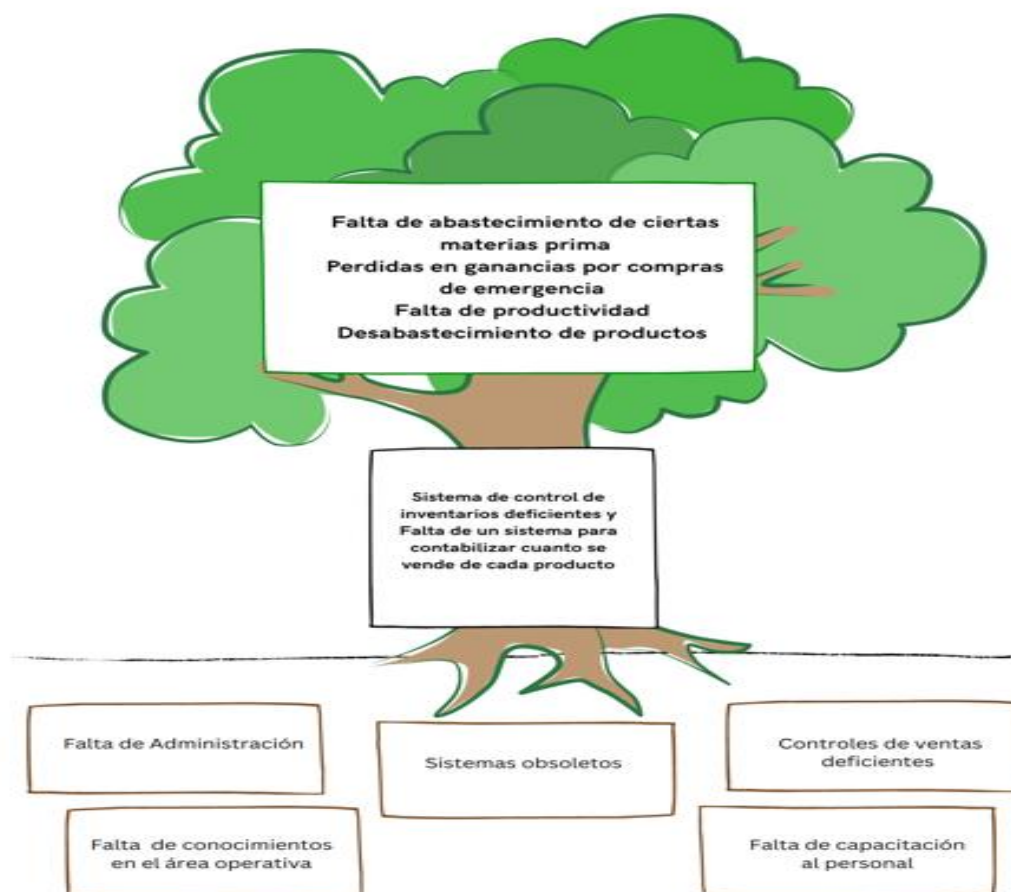 Falta de abastecimiento de ciertas
materias prima
Perdidas en ganancias por compras
de emergencia
Falta de productividad
Desabastecimiento de productos
Sistema de control de
inventarios deficientes y
Falta de un sistema para
contabilizar cuanto se
vende de cada producto
Falta de Administración
Sistemas obsoletos
Controles de ventas
deficientes
Falta de conocimientos
en el área operativa
Falta de capacitación
al personal